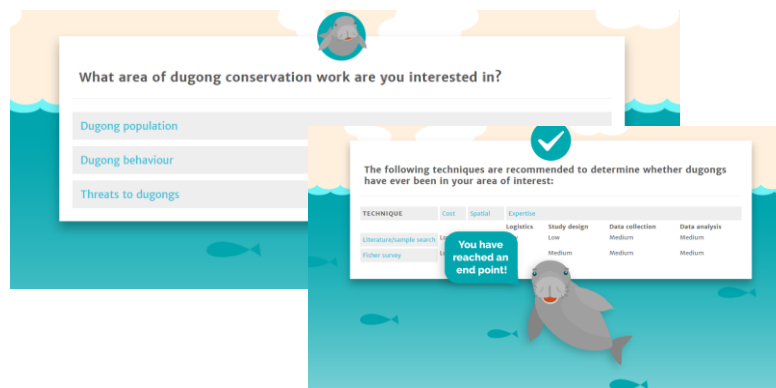 What area of dugong conservation work are you interested in?
Dugong population
Dugong behaviour
Threats to dugongs
The following techniques are recommended to determine whether dugongs
have ever been in your area of interest:
TECHNIQUE Cost Spatial Expertise
Logistics Study design Data collection Data analysis
Literature/sample search Low Medium Medium
Fisher survey Medium Medium Medium
You have
reached an
end point!